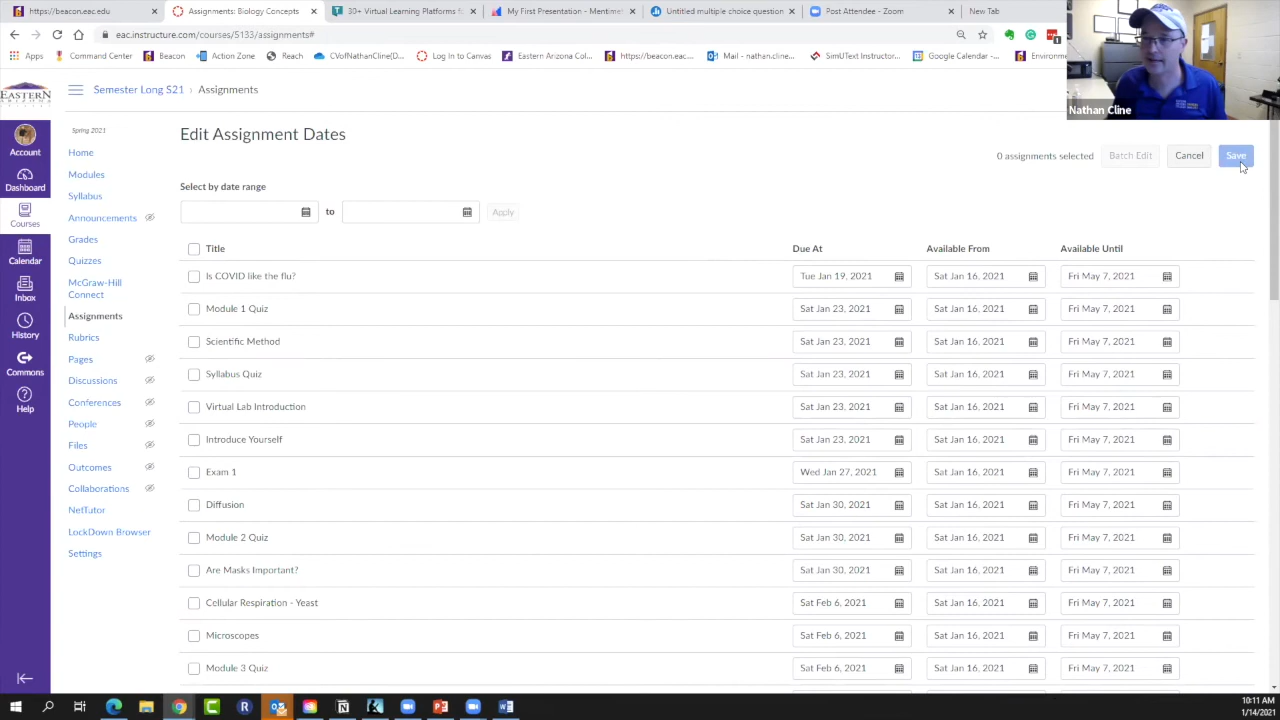 https://beacon.eac.edu/
Assignments: Biology Concepts
30+ Virtual Learning Platforms f
My First Presentation - Mentime
Untitled multiple choice question
Post Attendee - Zoom
New Tab
eac.instructure.com/courses/5133/assignments#
Apps
Command Center
Beacon
Action Zone
Reach
CVofNathanCline(D...
Log In to Canvas
Eastern Arizona Col...
https://beacon.eac...
Mail - nathan.cline...
SimUText Instructor...
Google Calendar -...
Environm
Nathan Cline
EASTERN
Semester Long S21 > Assignments
Account
Dashboard
Courses
Calendar
Inbox
History
Commons
Help
Spring 2021
Home
Modules
Syllabus
Announcements
Grades
Quizzes
McGraw-Hill
Connect
Assignments
Rubrics
Pages
Discussions
Conferences
People
Files
Outcomes
Collaborations
NetTutor
LockDown Browser
Settings
Edit Assignment Dates
0 assignments selected Batch Edit Cancel Save
Select by date range
to Apply
Title Due At Available From Available Until
Is COVID like the flu? Tue Jan 19, 2021 Sat Jan 16, 2021 Fri May 7, 2021
Module 1 Quiz Sat Jan 23, 2021 Sat Jan 16, 2021 Fri May 7, 2021
Scientific Method Sat Jan 23, 2021 Sat Jan 16, 2021 Fri May 7, 2021
Syllabus Quiz Sat Jan 23, 2021 Sat Jan 16, 2021 Fri May 7, 2021
Virtual Lab Introduction Sat Jan 23, 2021 Sat Jan 16, 2021 Fri May 7, 2021
Introduce Yourself Sat Jan 23, 2021 Sat Jan 16, 2021 Fri May 7, 2021
Exam 1 Wed Jan 27, 2021 Sat Jan 16, 2021 Fri May 7, 2021
Diffusion Sat Jan 30, 2021 Sat Jan 16, 2021 Fri May 7, 2021
Module 2 Quiz Sat Jan 30, 2021 Sat Jan 16, 2021 Fri May 7, 2021
Are Masks Important? Sat Jan 30, 2021 Sat Jan 16, 2021 Fri May 7, 2021
Cellular Respiration - Yeast Sat Feb 6, 2021 Sat Jan 16, 2021 Fri May 7, 2021
Microscopes Sat Feb 6, 2021 Sat Jan 16, 2021 Fri May 7, 2021
Module 3 Quiz Sat Feb 6, 2021 Sat Jan 16, 2021 Fri May 7, 2021
10:11 AM
1/14/2021